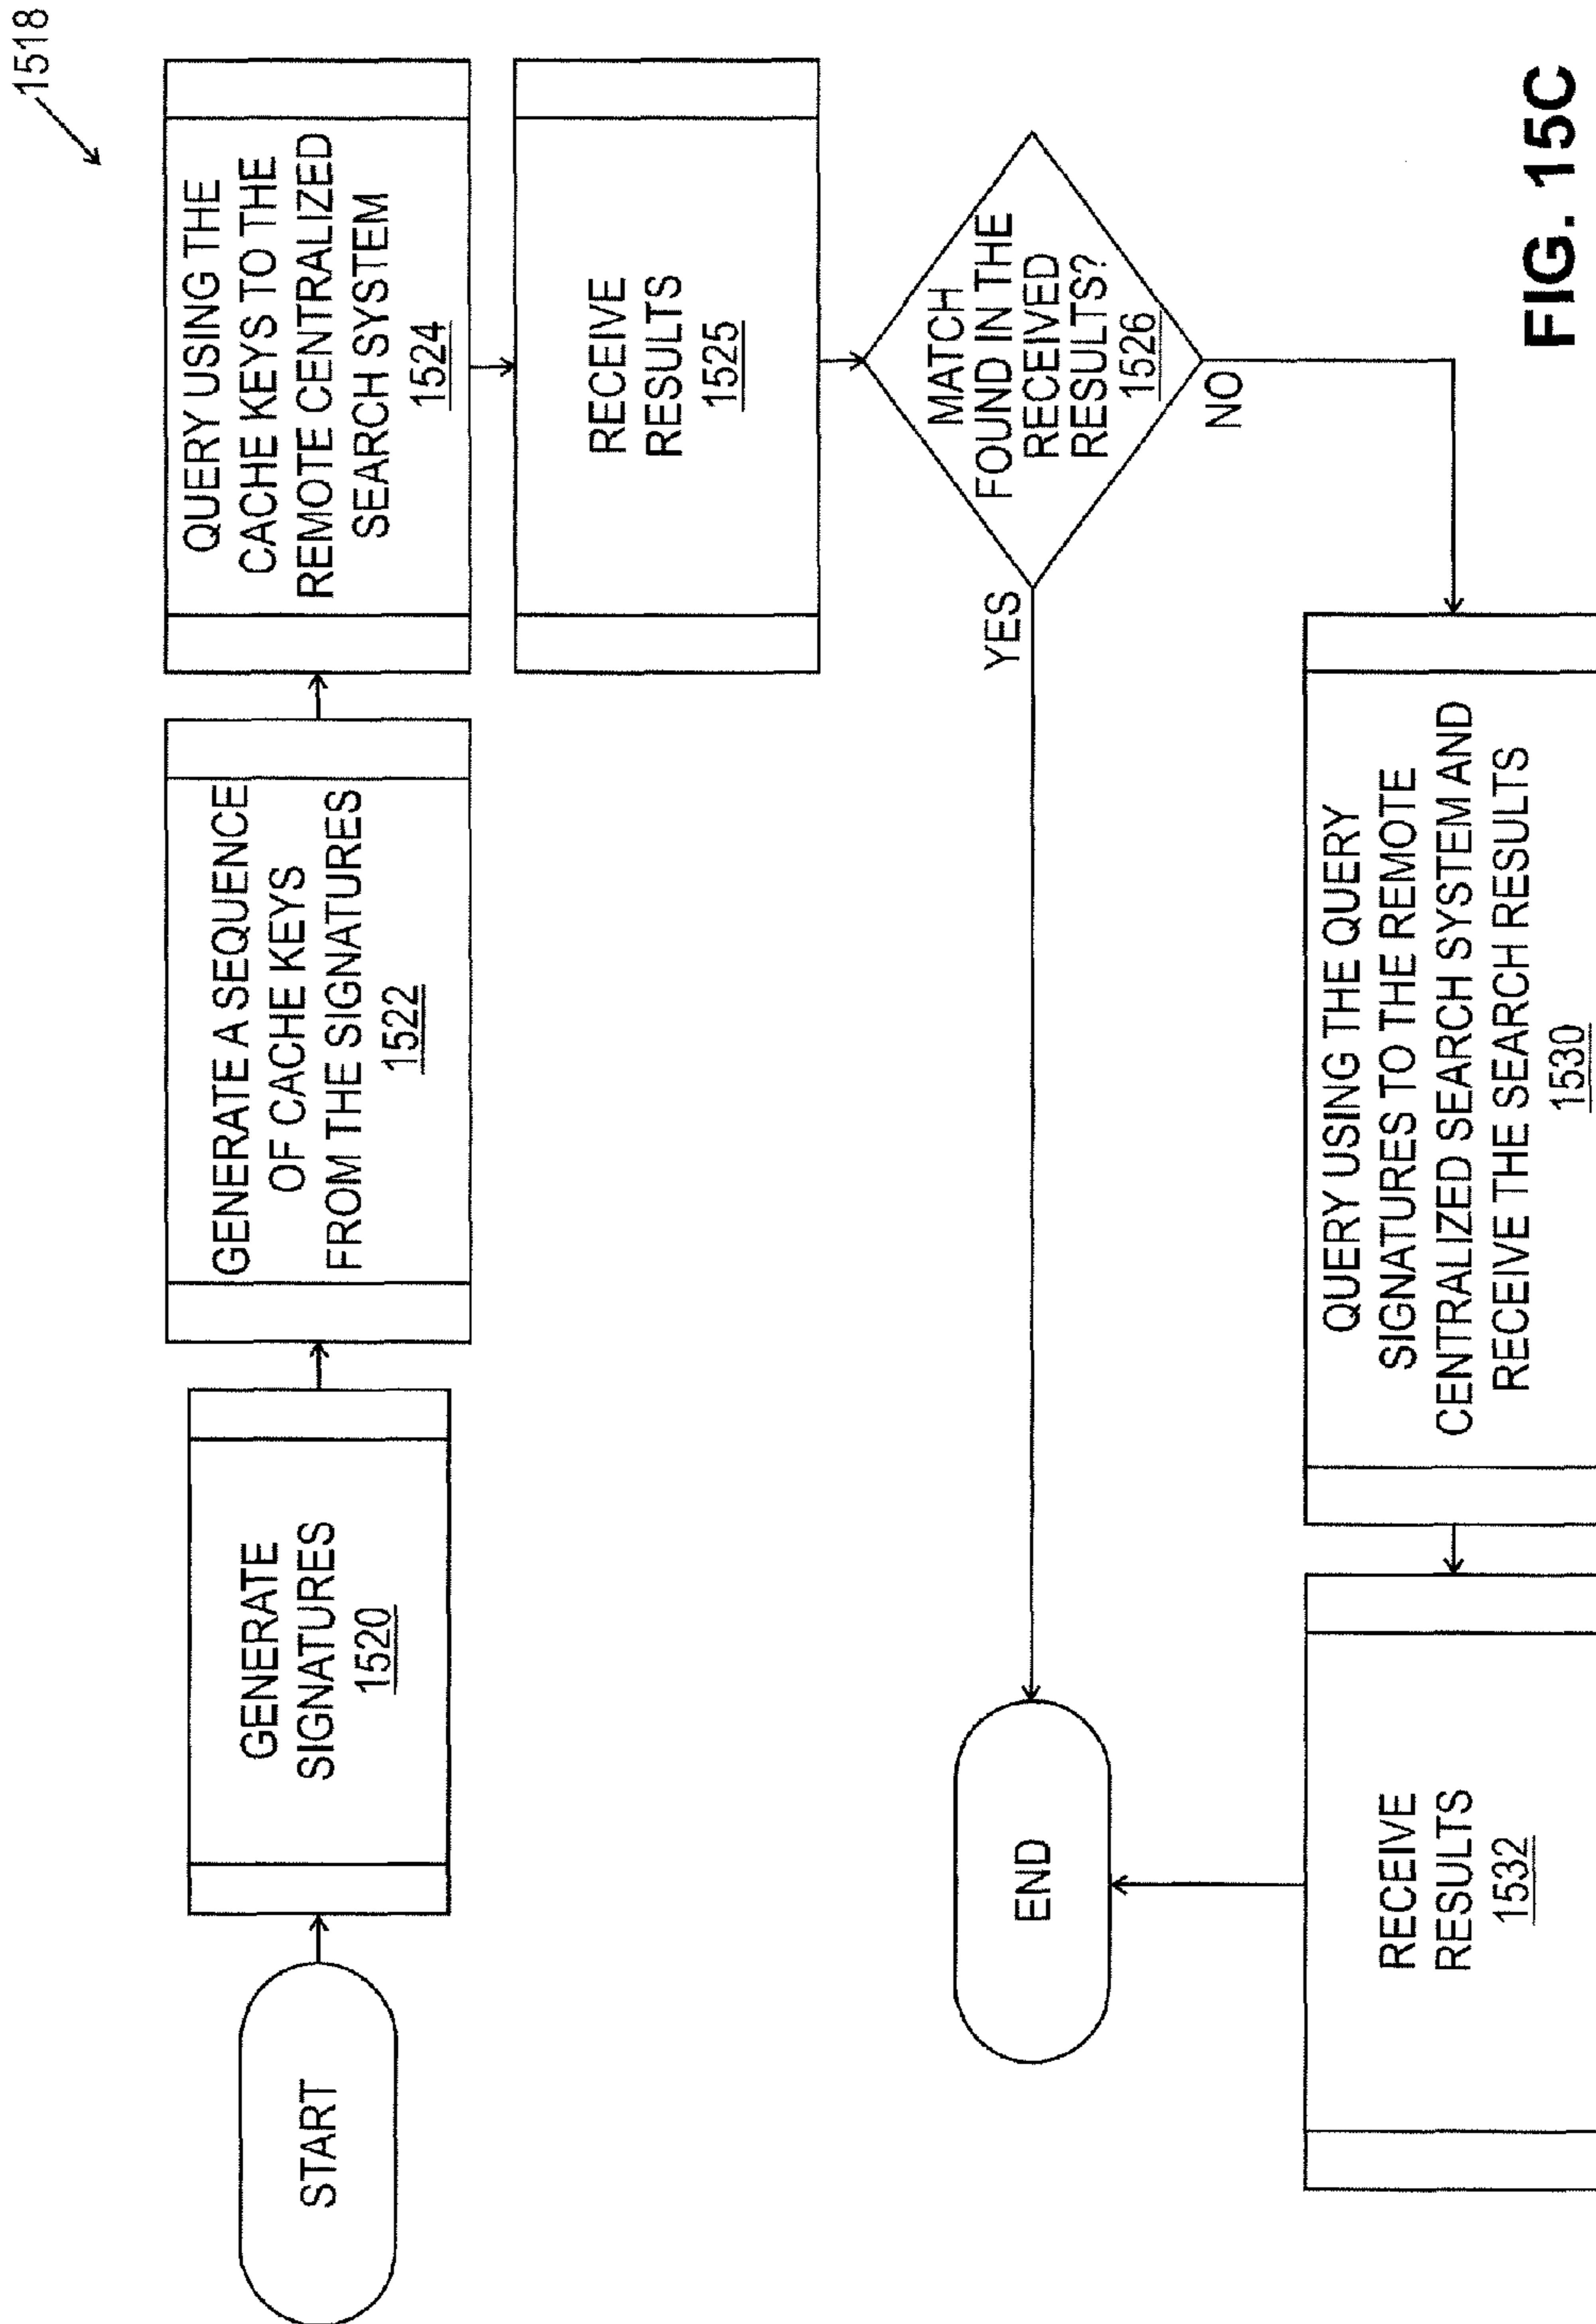 1518
START
GENERATE
SIGNATURES
1520
GENERATE A SEQUENCE
OF CACHE KEYS
FROM THE SIGNATURES
1522
QUERY USING THE
CACHE KEYS TO THE
REMOTE CENTRALIZED
SEARCH SYSTEM
1524
RECEIVE
RESULTS
1525
MATCH
FOUND IN THE
RECEIVED
RESULTS?
1526
YES
NO
END
QUERY USING THE QUERY
SIGNATURES TO THE REMOTE
CENTRALIZED SEARCH SYSTEM AND
RECEIVE THE SEARCH RESULTS
1530
RECEIVE
RESULTS
1532
FIG. 15C